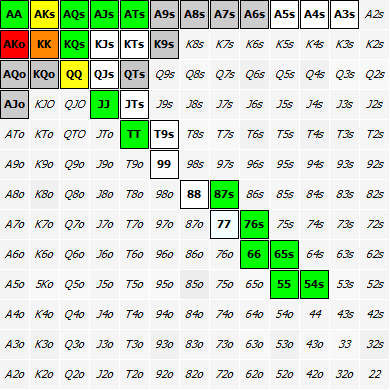 AA AKs AQs AJs ATs A9s A8s A7s A6s A5s A4s A3s A2s
AKo KK KQs KJs KTs K9s K8s K7s K6s K5s K4s K3s K2s
AQo KQo QQ QJs QTs Q9s Q8s Q7s Q6s Q5s Q4s Q3s Q2s
AJo KJO QJO JJ JTs J9s J8s J7s J6s J5s J4s J3s J2s
ATo KTo QTO JTo TT T9s T8s T7s T6s T5s T4s T3s T2s
A9o K9o Q9o J9o T9o 99 98s 97s 96s 95s 94s 93s 92s
A8o K8o Q8o J8o T8o 98o 88 87s 86s 85s 84s 83s 82s
A7o K7o Q7o J7o T7o 97o 87o 77 76s 75s 74s 73s 72s
A6o K6o Q6o J6o T6o 96o 86o 76o 66 65s 64s 63s 62s
A5o 5Ko Q5o J5o T5o 95o 85o 75o 65o 55 54s 53s 52s
A4o K4o Q4o J4o T4o 94o 84o 74o 64o 54o 44 43s 42s
A3o K3o Q3o J3o T3o 93o 83o 73o 63o 53o 43o 33 32s
A2o K2o Q2o J2o T2o 92o 82o 72o 62o 52o 42o 32o 22